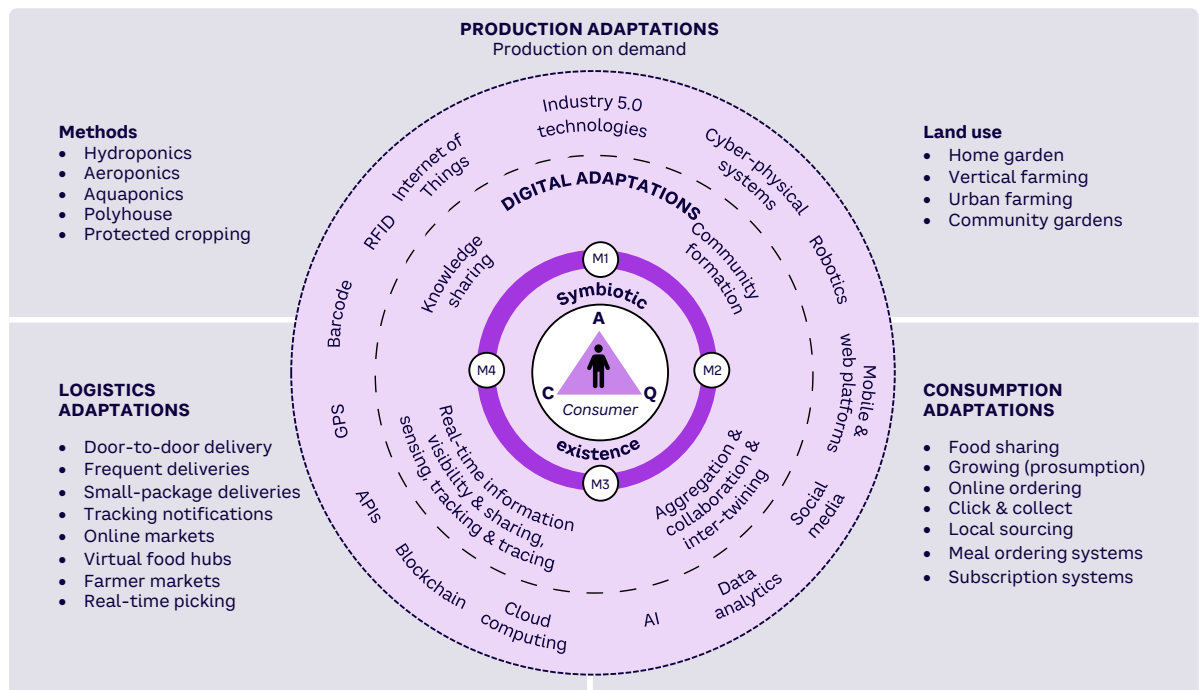 PRODUCTION ADAPTATIONS
Production on demand
Methods
• Hydroponics
• Aeroponics
• Aquaponics
• Polyhouse
• Protected cropping
Land use
• Home garden
• Vertical farming
• Urban farming
• Community gardens
Industry 5.0
technologies
Cyber-physical
systems
Robotics
Mobile &
web platforms
Social
media
Data
analytics
AI
Cloud
computing
Blockchain
APIs
GPS
Barcode
RFID
Internet of
Things
DIGITAL ADAPTATIONS
Knowledge
sharing
Community
formation
Aggregation &
collaboration &
inter-twining
Real-time information
visibility & sharing,
sensing, tracking & tracing
M1
M2
M3
M4
Symbiotic
existence
A
C
Q
Consumer
LOGISTICS
ADAPTATIONS
• Door-to-door delivery
• Frequent deliveries
• Small-package deliveries
• Tracking notifications
• Online markets
• Virtual food hubs
• Farmer markets
• Real-time picking
CONSUMPTION
ADAPTATIONS
• Food sharing
• Growing (prosumption)
• Online ordering
• Click & collect
• Local sourcing
• Meal ordering systems
• Subscription systems